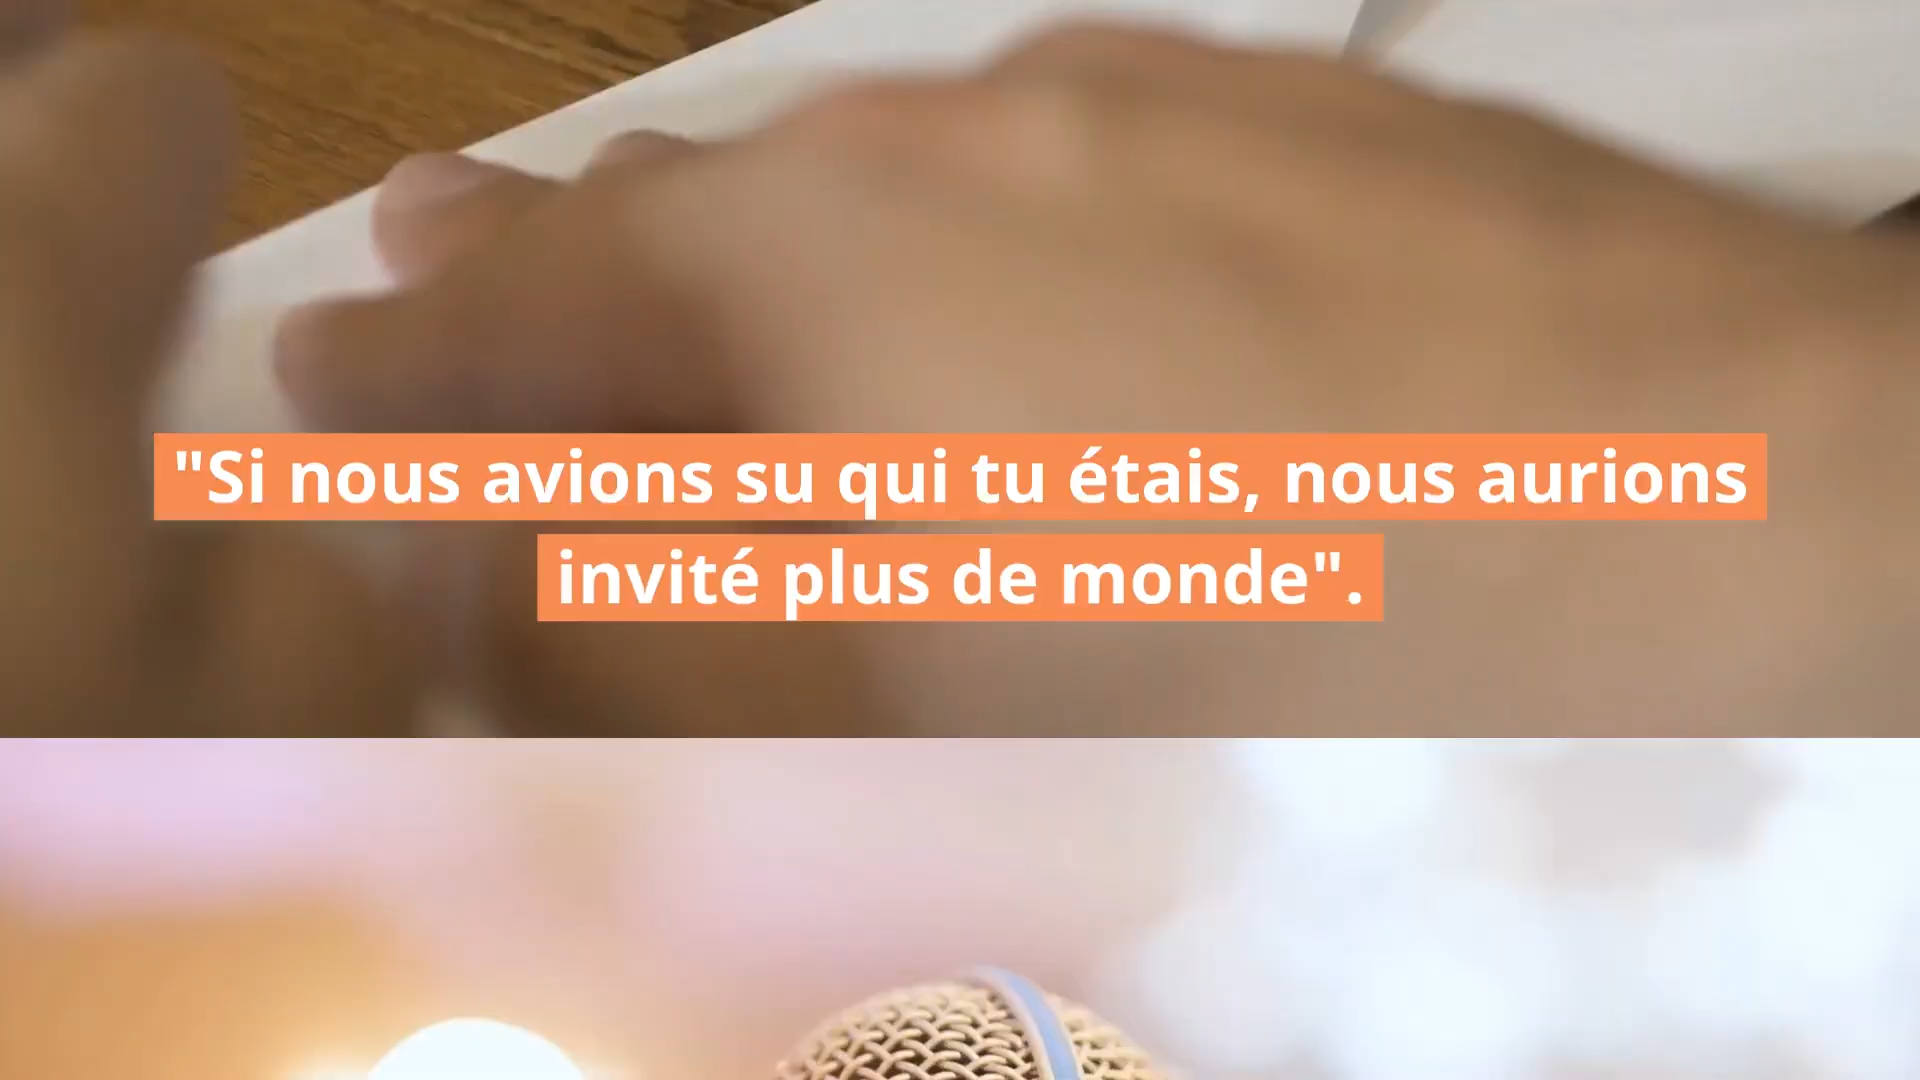 "Si nous avions su qui tu étais, nous aurions
invité plus de monde".